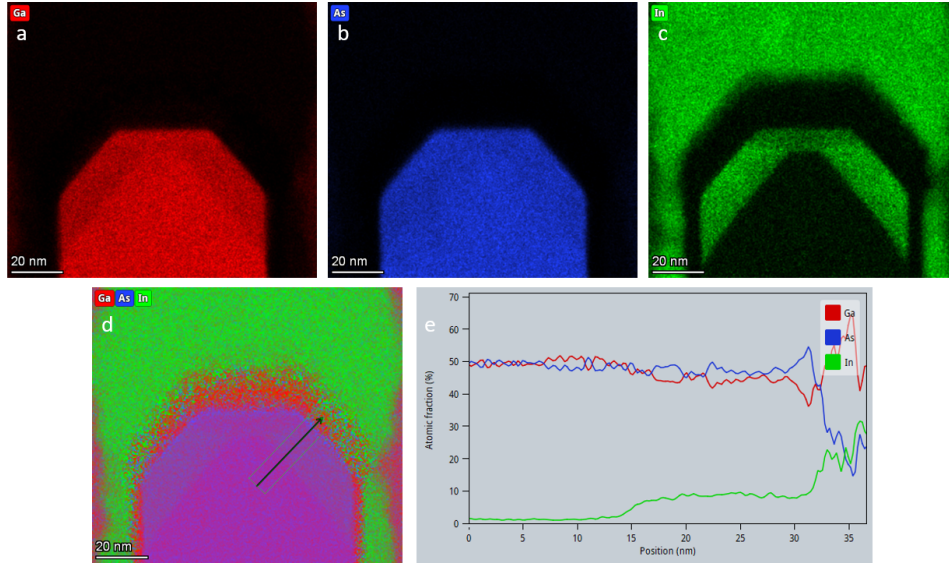 Ga
a
20 nm
As
b
20 nm
In
c
20 nm
Ga As In
d
20 nm
e
Ga
As
In
Atomic fraction (%)
70
60
50
40
30
20
10
0
0 5 10 15 20 25 30 35
Position (nm)